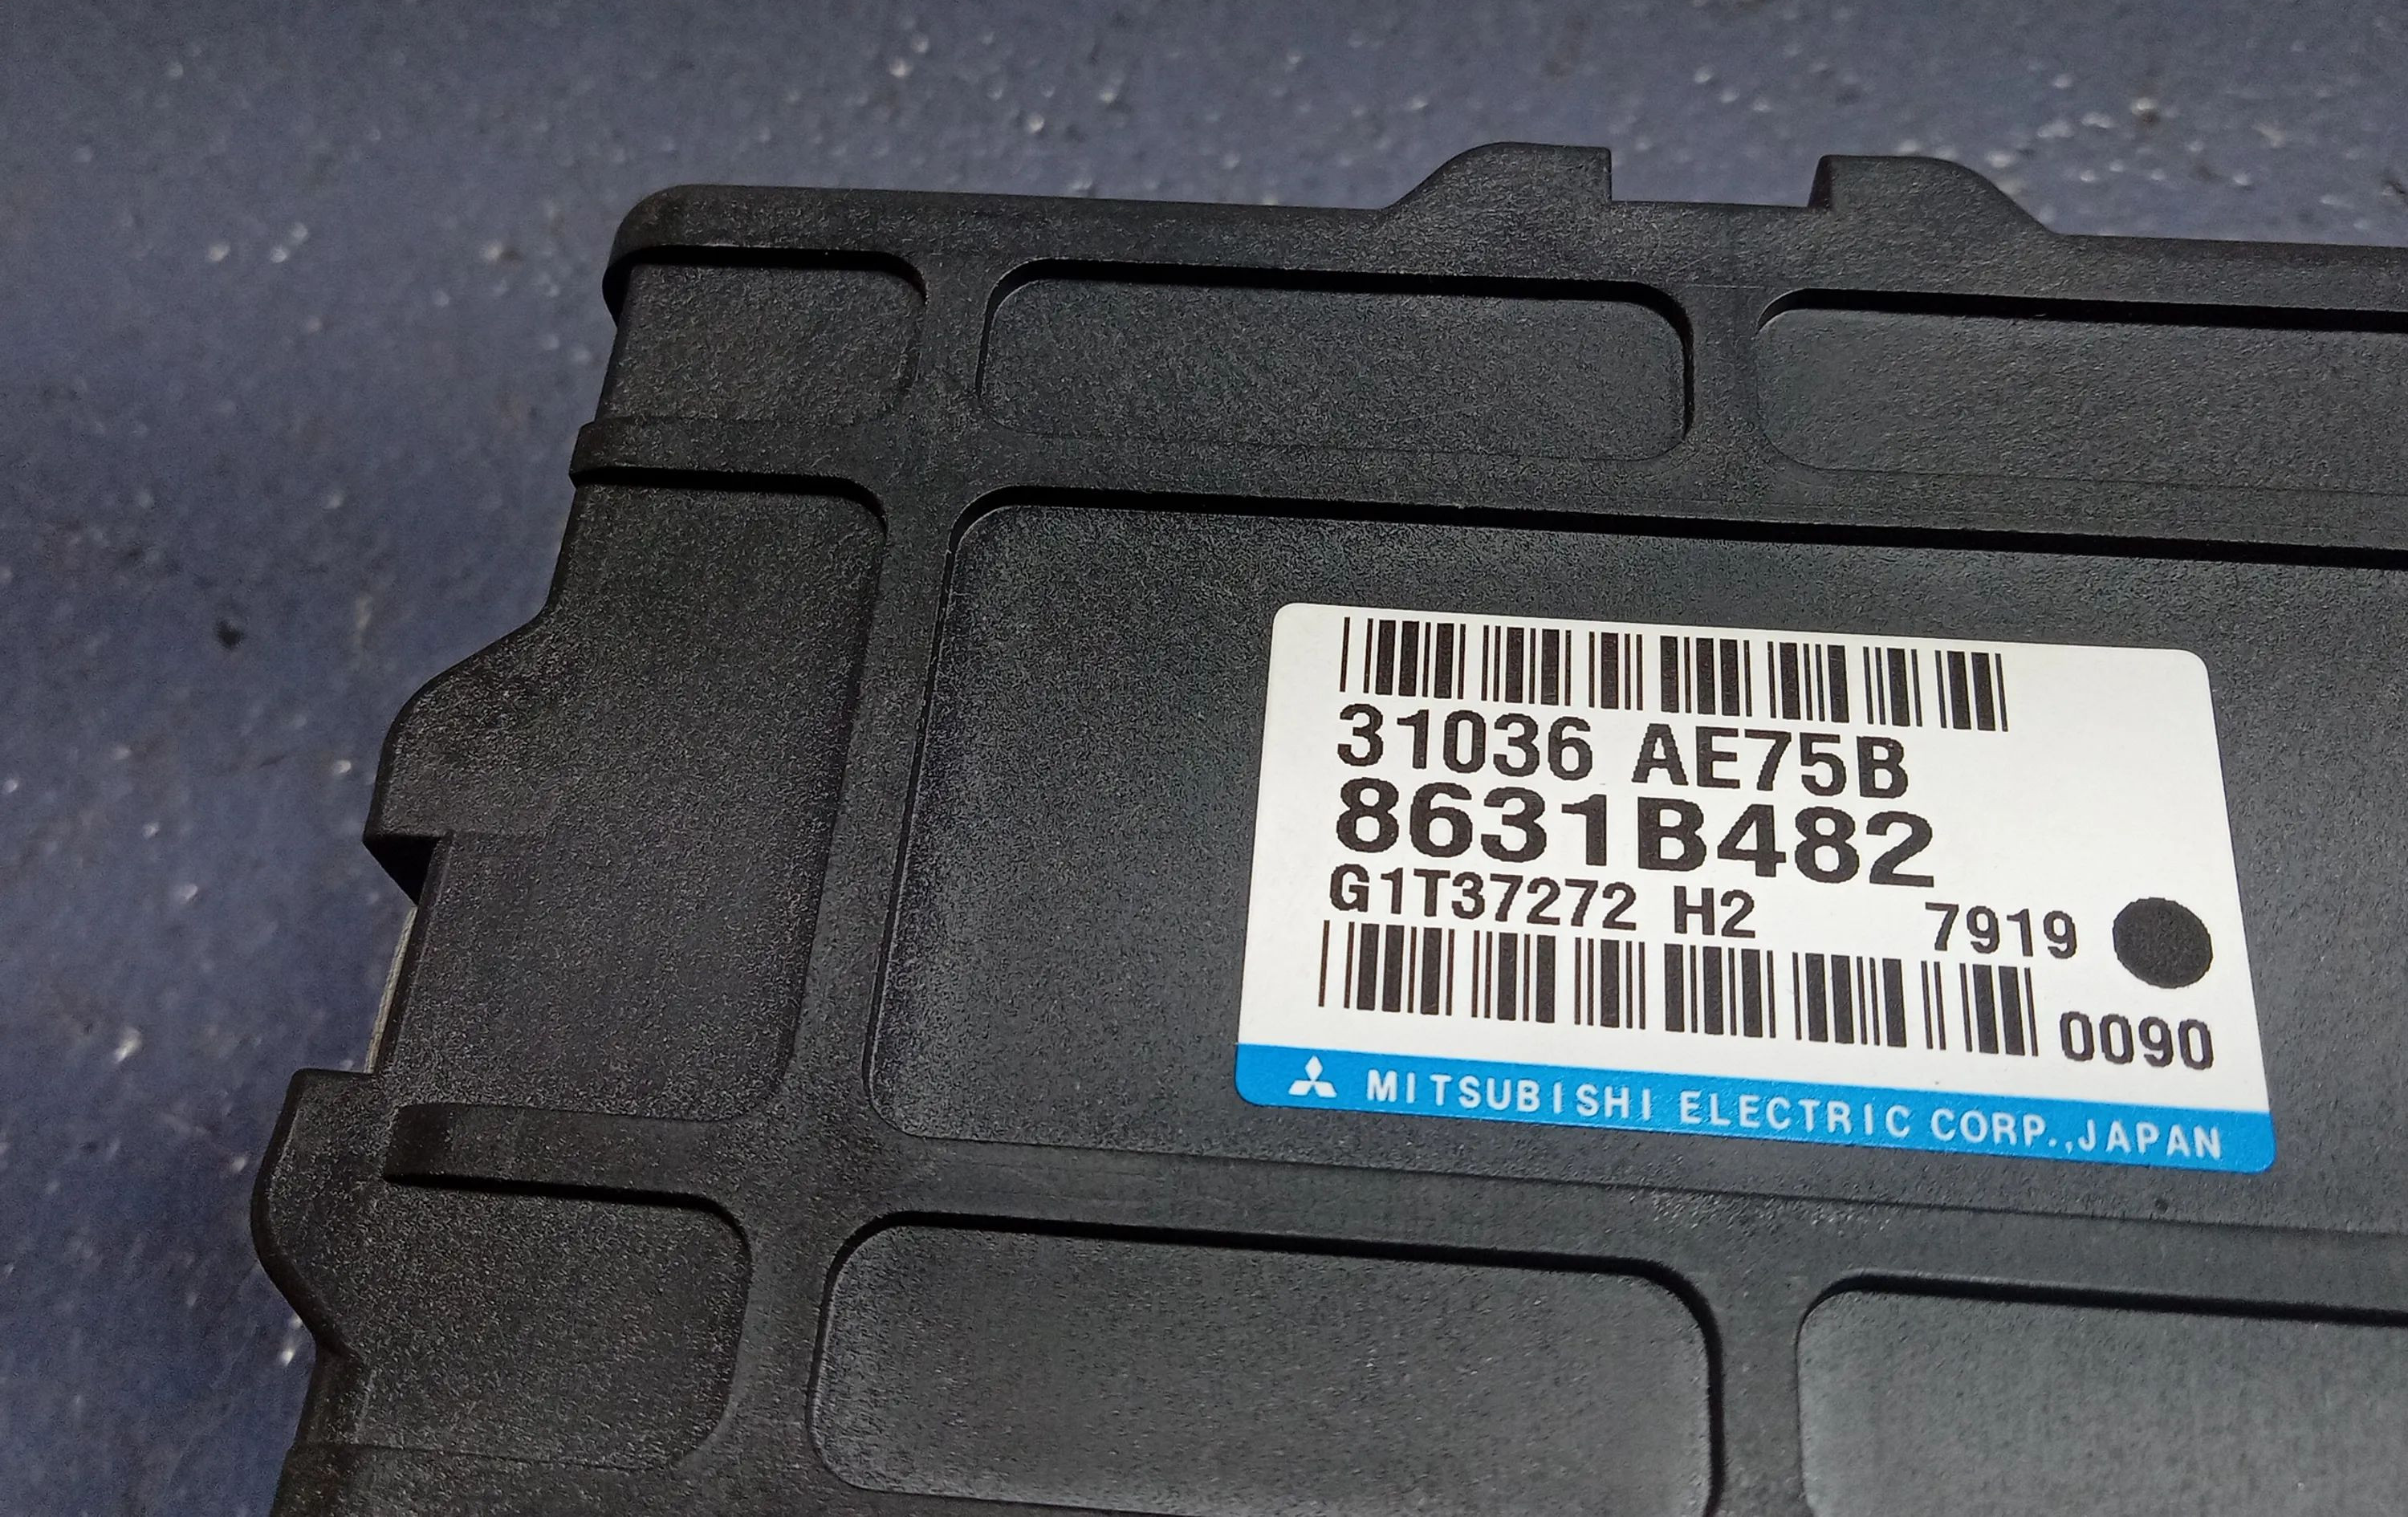 31036 AE75B
8631B482
G1T37272 H2 7919
0090
MITSUBISHI ELECTRIC CORP.,JAPAN